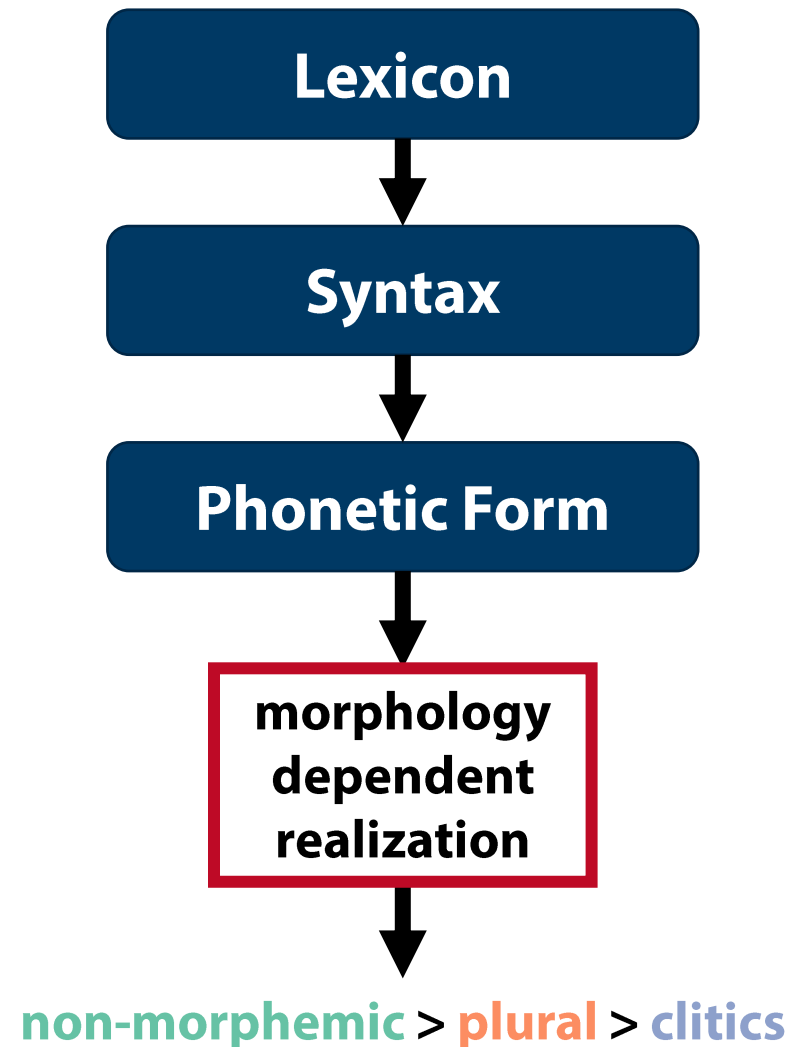 Lexicon
Syntax
Phonetic Form
morphology
dependent
realization
non-morphemic > plural > clitics